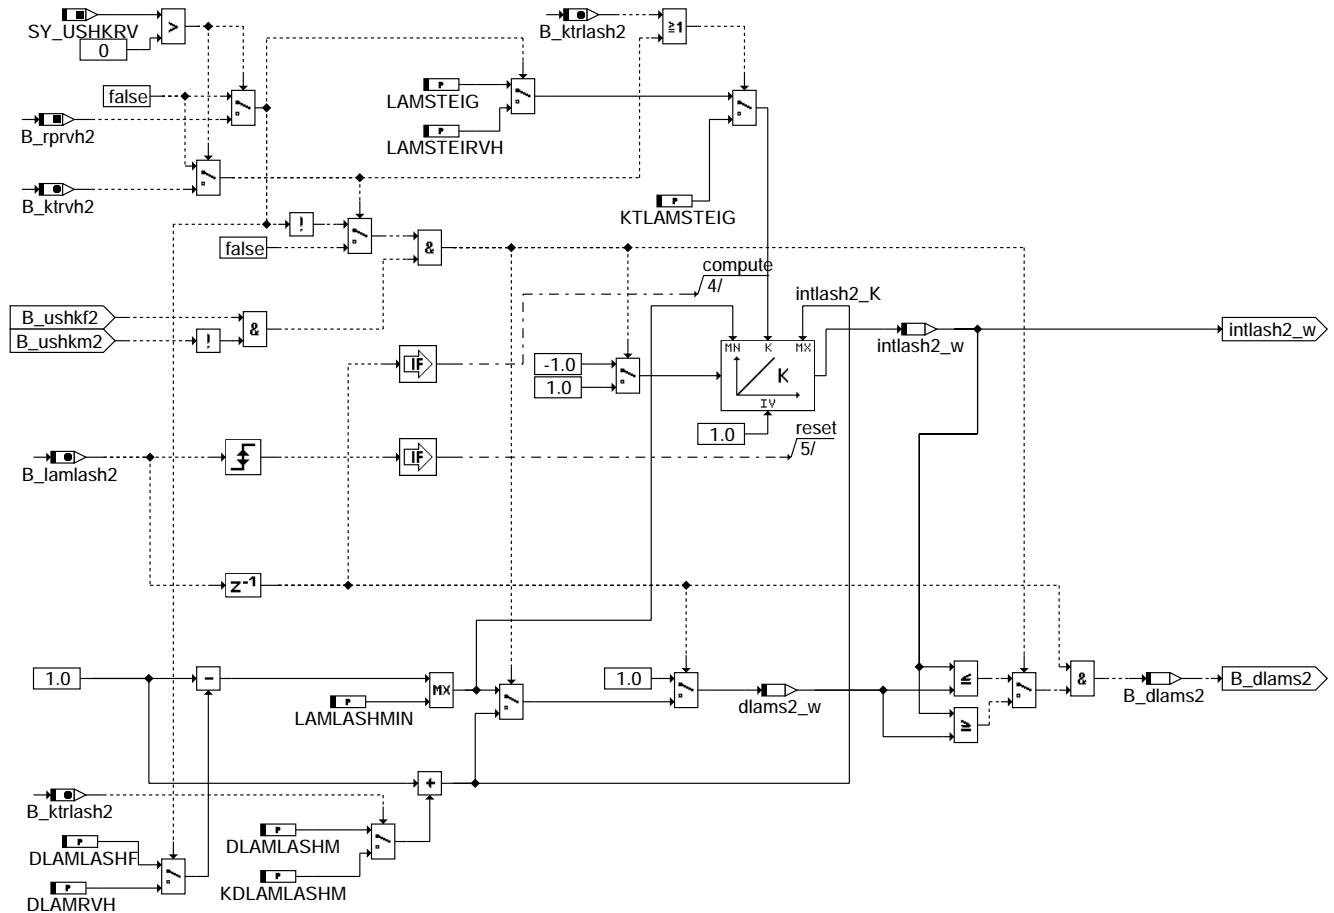 SY_USHKRV
>
0
B_ktrlash2
≥1
false
P
LAMSTEIG
B_rprvh2
P
LAMSTEIRVH
B_ktrvh2
P
KTLAMSTEIG
!
false
&
compute
4/
intlash2_K
B_ushkf2
B_ushkm2
!
&
intlash2_w
intlash2_w
MN K MX
IF
-1.0
1.0
K
IV
1.0
reset
5/
B_lamlash2
IF
z-1
1.0
-
MX
1.0
P
LAMLASHMIN
dlams2_w
≤
≥
&
B_dlams2
B_dlams2
+
B_ktrlash2
P
DLAMLASHM
P
DLAMLASHF
P
KDLAMLASHM
P
DLAMRVH